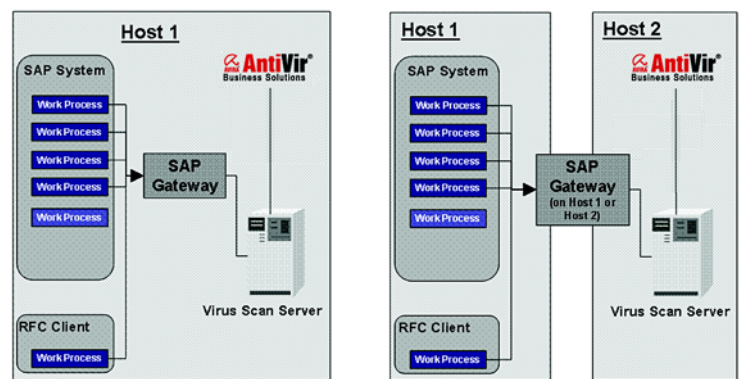 Host 1
SAP System
Work Process
Work Process
Work Process
Work Process
Work Process
RFC Client
Work Process
SAP
Gateway
AVIRA AntiVir®
Business Solutions
Virus Scan Server
Host 1
SAP System
Work Process
Work Process
Work Process
Work Process
Work Process
RFC Client
Work Process
SAP
Gateway
(on Host 1 or
Host 2)
Host 2
AVIRA AntiVir®
Business Solutions
Virus Scan Server